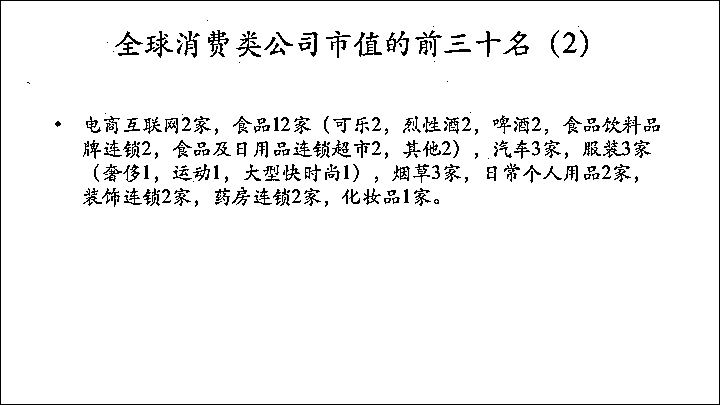 全球消费类公司市值的前三十名（2）
• 电商互联网2家，食品12家（可乐2，烈性酒2，啤酒2，食品饮料品
牌连锁2，食品及日用品连锁超市2，其他2），汽车3家，服装3家
（奢侈1，运动1，大型快时尚1），烟草3家，日常个人用品2家，
装饰连锁2家，药房连锁2家，化妆品1家。